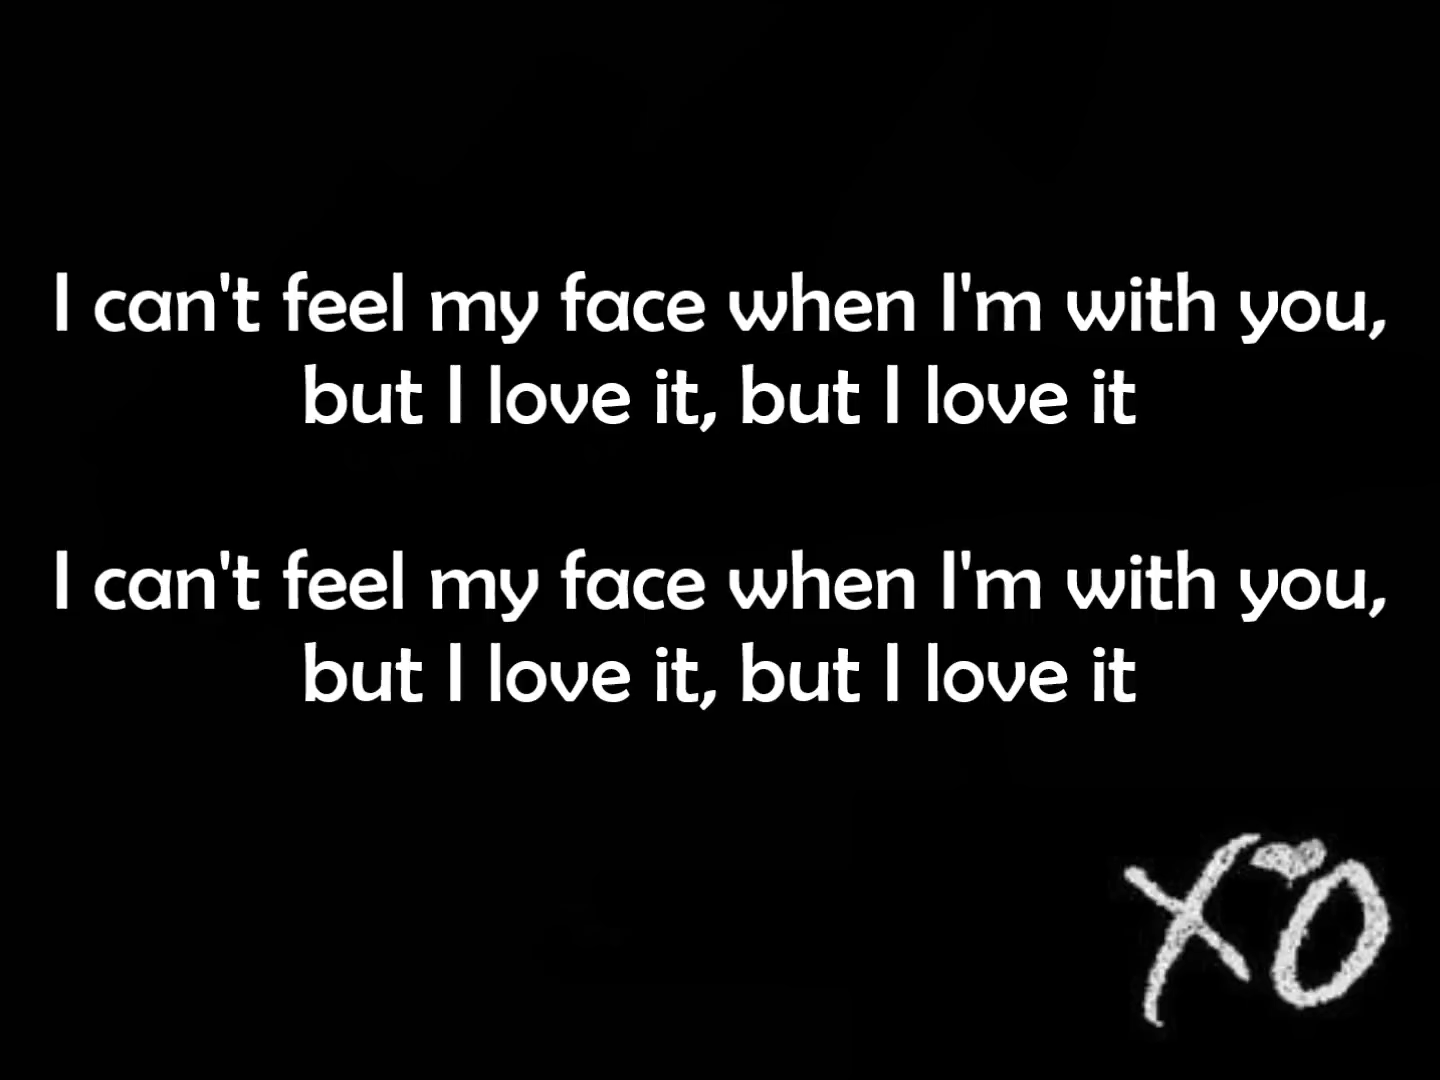 I can't feel my face when I'm with you,
but I love it, but I love it
I can't feel my face when I'm with you,
but I love it, but I love it
XO